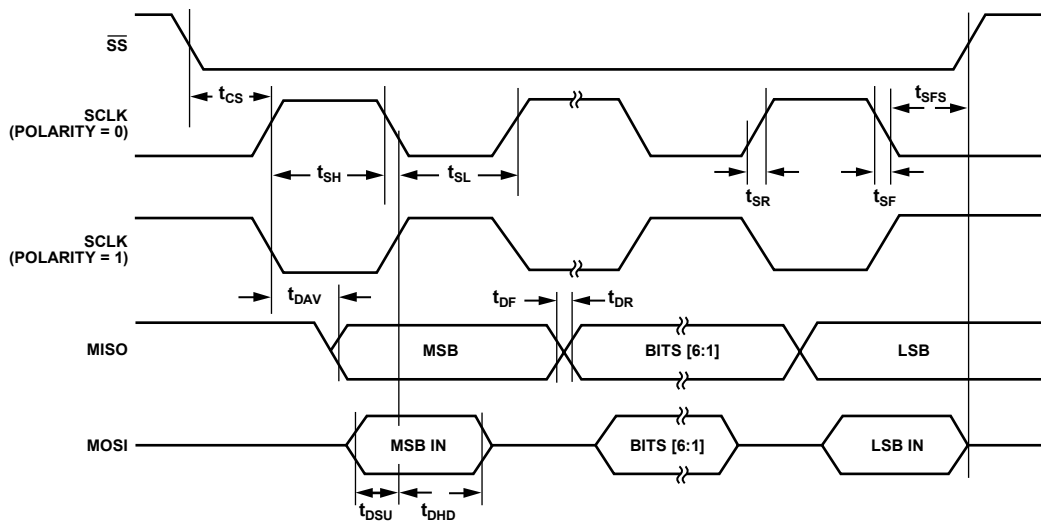 SS
tCS
tSFS
SCLK
(POLARITY = 0)
tSH
tSL
tSR
tSF
SCLK
(POLARITY = 1)
tDAV
tDF
tDR
MISO
MSB
BITS [6:1]
LSB
MOSI
MSB IN
BITS [6:1]
LSB IN
tDSU
tDHD